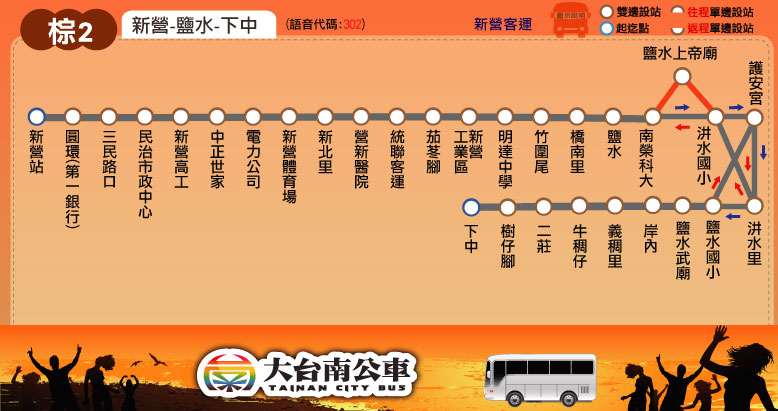 棕2
新營-鹽水-下中
(語音代碼:302)
新營客運
雙邊設站
往程單邊設站
起迄點
返程單邊設站
鹽水上帝廟
護安宮
新營站
圓環(第一銀行)
三民路口
民治市政中心
新營高工
中正世家
電力公司
新營體育場
新北里
營新醫院
統聯客運
茄苳腳
新營工業區
明達中學
竹圍尾
橋南里
鹽水
南榮科大
洪水國小
下中
樹仔腳
二莊
牛稠仔
義稠里
岸內
鹽水武廟
鹽水國小
洪水里
大台南公車
TAINAN CITY BUS